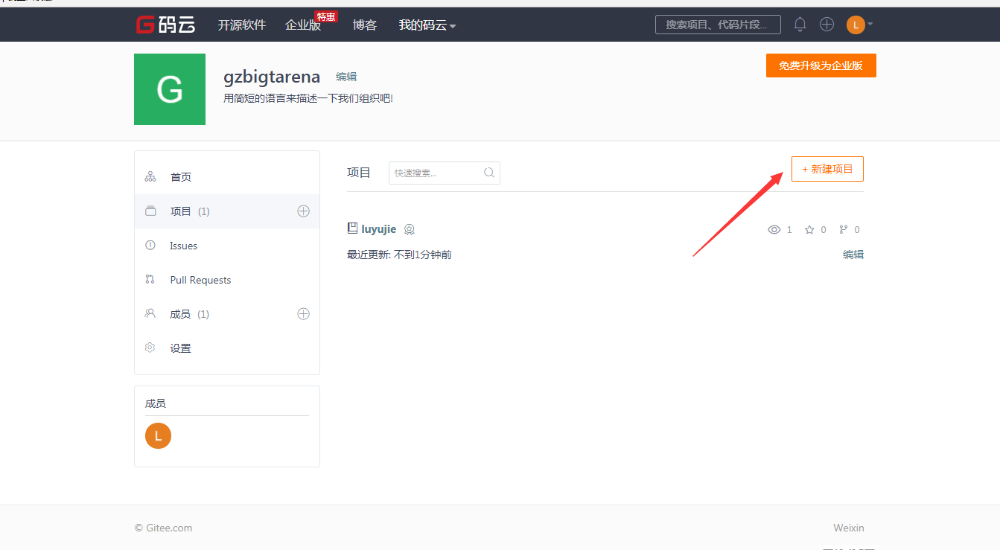 码云 开源软件 企业版 特惠 博客 我的码云 搜索项目、代码片段... L
G
gzbigtarena 编辑
用简短的语言来描述一下我们组织吧!
免费升级为企业版
首页
项目 (1)
Issues
Pull Requests
成员 (1)
设置
成员
L
项目 快速搜索... + 新建项目
luyujie 1 0 0
最近更新: 不到1分钟前 编辑
© Gitee.com Weixin